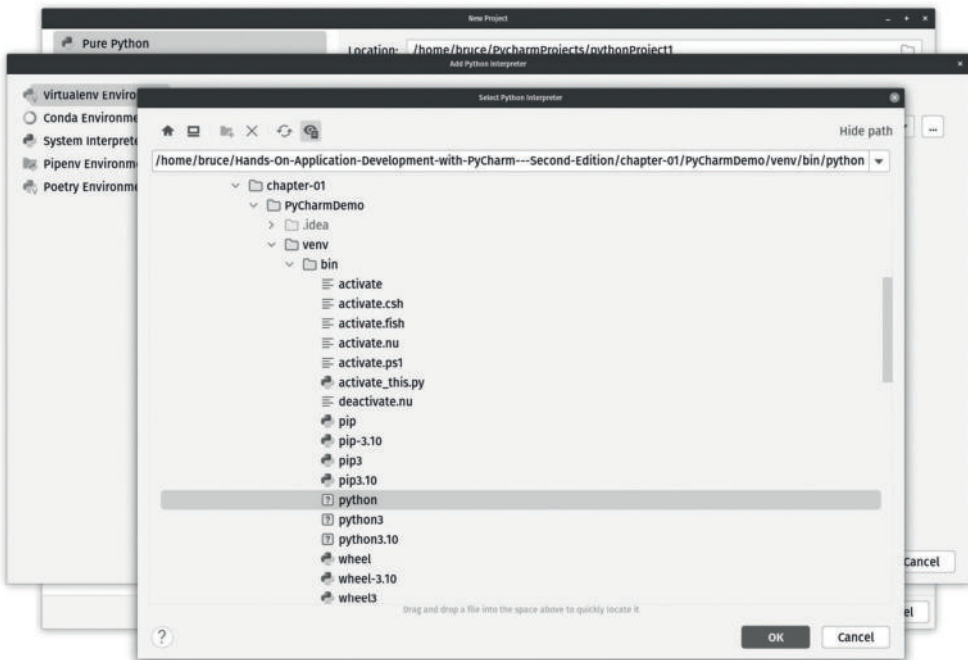 New Project
Pure Python
Location: /home/bruce/PycharmProjects/pythonProject1
Add Python Interpreter
Virtualenv Enviro
Conda Environme
System Interprete
Pipenv Environm
Poetry Environme
...
Select Python Interpreter
Hide path
/home/bruce/Hands-On-Application-Development-with-PyCharm---Second-Edition/chapter-01/PyCharmDemo/venv/bin/python
chapter-01
PyCharmDemo
.idea
venv
bin
activate
activate.csh
activate.fish
activate.nu
activate.ps1
activate_this.py
deactivate.nu
pip
pip-3.10
pip3
pip3.10
python
python3
python3.10
wheel
wheel-3.10
wheel3
Drag and drop a file into the space above to quickly locate it
? OK Cancel
Cancel
el